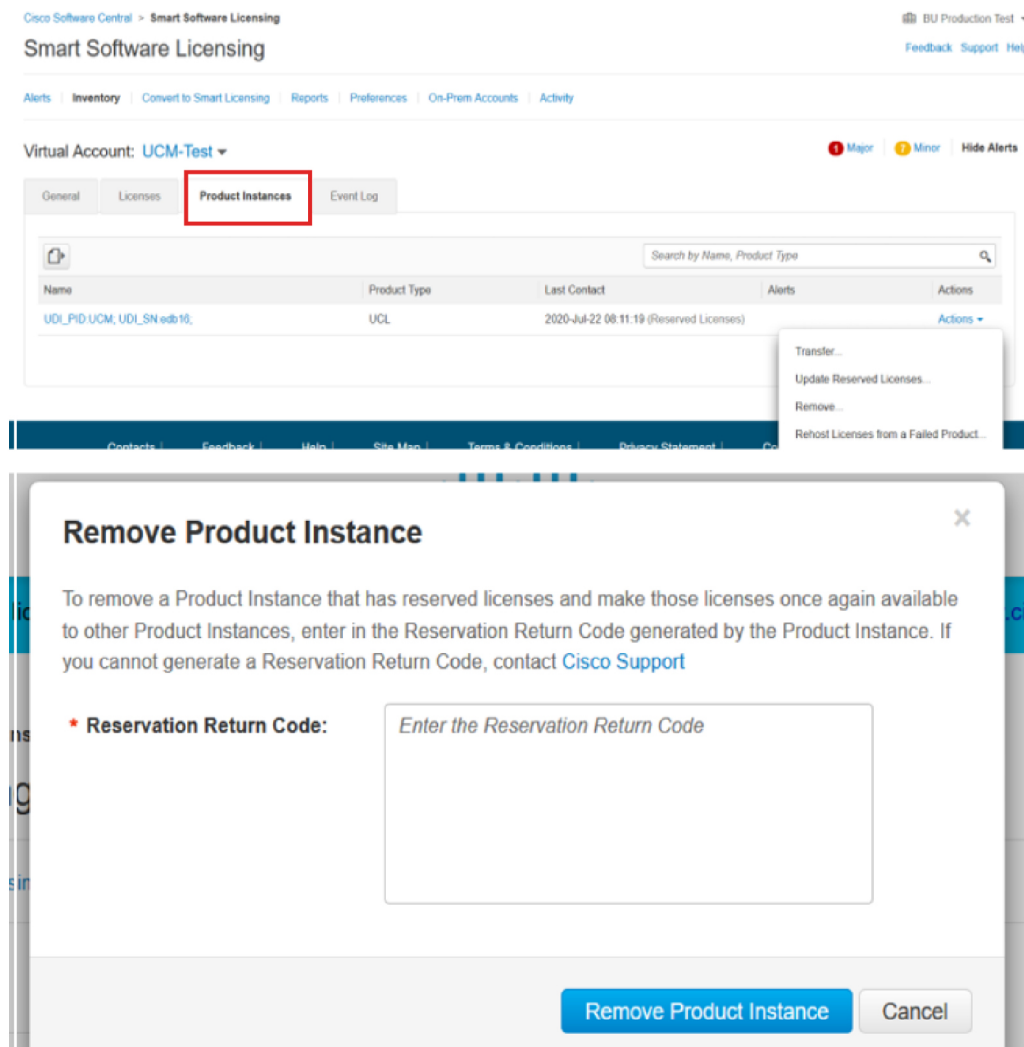 Cisco Software Central > Smart Software Licensing
BU Production Test
Smart Software Licensing
Feedback Support Help
Alerts Inventory Convert to Smart Licensing Reports Preferences On-Prem Accounts Activity
Virtual Account: UCM-Test
1 Major 7 Minor Hide Alerts
General Licenses Product Instances Event Log
Search by Name, Product Type
Name Product Type Last Contact Alerts Actions
UDI_PID:UCM; UDI_SN:edb16; UCL 2020-Jul-22 08:11:19 (Reserved Licenses) Actions
Transfer...
Update Reserved Licenses...
Remove...
Rehost Licenses from a Failed Product...
Contacts | Feedback | Help | Site Map | Terms & Conditions | Privacy Statement |
Remove Product Instance
To remove a Product Instance that has reserved licenses and make those licenses once again available
to other Product Instances, enter in the Reservation Return Code generated by the Product Instance. If
you cannot generate a Reservation Return Code, contact Cisco Support
* Reservation Return Code:
Enter the Reservation Return Code
Remove Product Instance Cancel